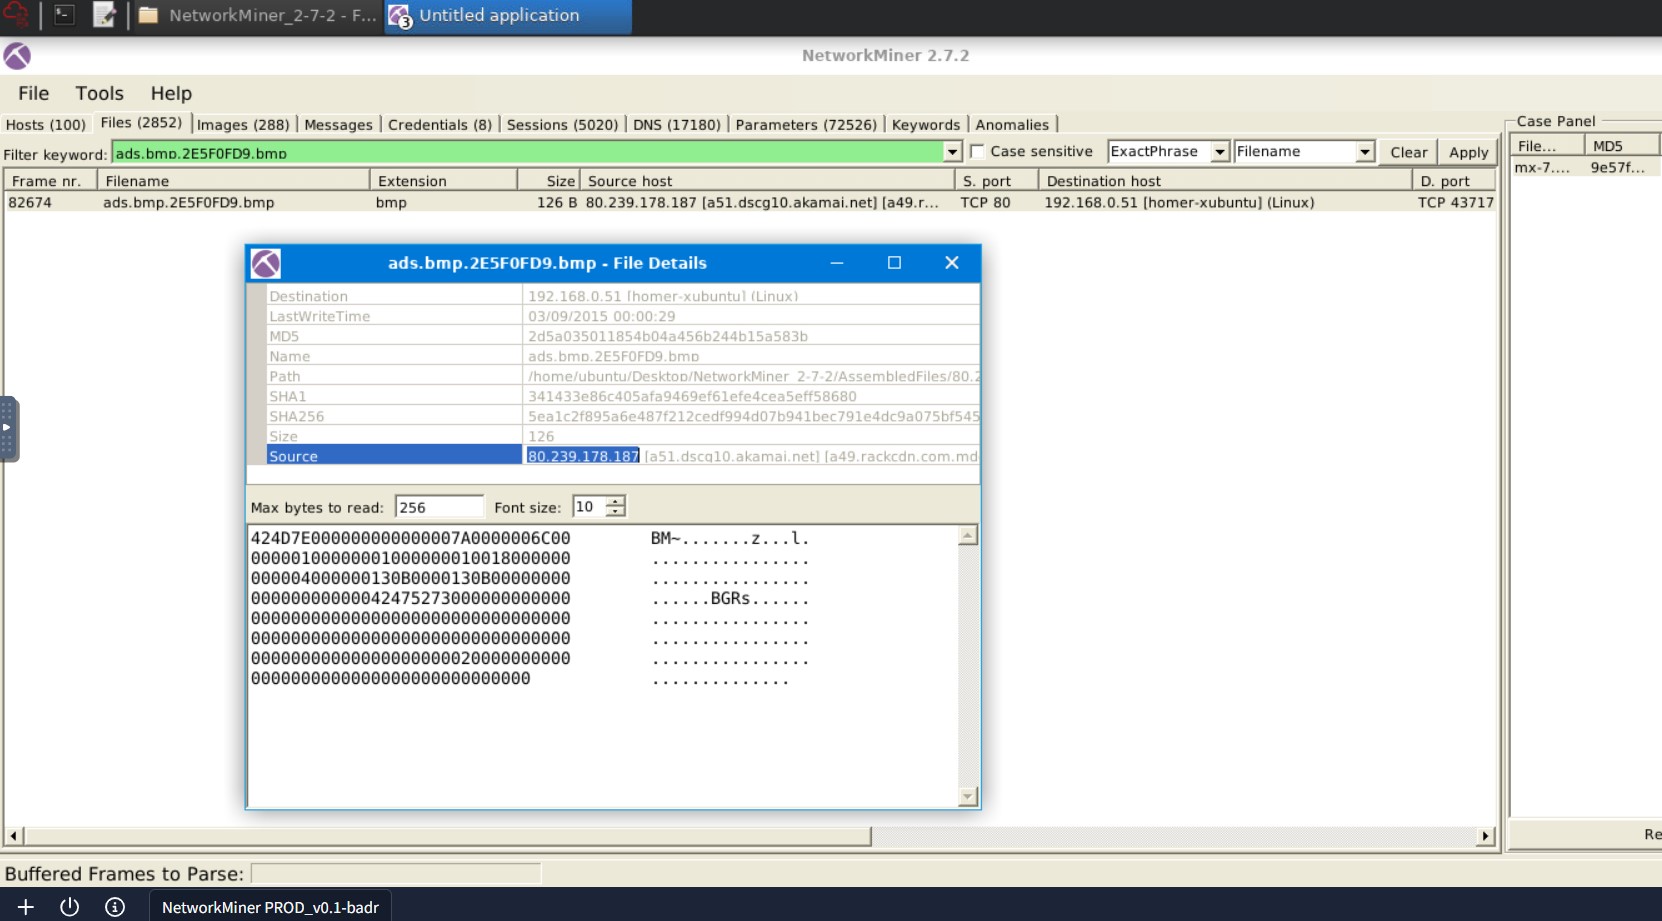 NetworkMiner_2-7-2 - F... 3 Untitled application
NetworkMiner 2.7.2
File Tools Help
Hosts (100) Files (2852) Images (288) Messages Credentials (8) Sessions (5020) DNS (17180) Parameters (72526) Keywords Anomalies
Filter keyword: ads.bmp.2E5F0FD9.bmp Case sensitive ExactPhrase Filename Clear Apply
Frame nr. Filename Extension Size Source host S. port Destination host D. port
82674 ads.bmp.2E5F0FD9.bmp bmp 126 B 80.239.178.187 [a51.dscg10.akamai.net] [a49.r... TCP 80 192.168.0.51 [homer-xubuntu] (Linux) TCP 43717
Case Panel
File... MD5
mx-7.... 9e57f...
ads.bmp.2E5F0FD9.bmp - File Details
Destination 192.168.0.51 [homer-xubuntu] (Linux)
LastWriteTime 03/09/2015 00:00:29
MD5 2d5a035011854b04a456b244b15a583b
Name ads.bmp.2E5F0FD9.bmp
Path /home/ubuntu/Desktop/NetworkMiner_2-7-2/AssembledFiles/80.2
SHA1 341433e86c405afa9469ef61efe4cea5eff58680
SHA256 5ea1c2f895a6e487f212cedf994d07b941bec791e4dc9a075bf545
Size 126
Source 80.239.178.187 [a51.dscg10.akamai.net] [a49.rackcdn.com.md
Max bytes to read: 256 Font size: 10
424D7E000000000000007A0000006C00 BM~.......z...l.
00000100000001000000010018000000 ................
000004000000130B0000130B00000000 ................
00000000000042475273000000000000 ......BGRs......
00000000000000000000000000000000 ................
00000000000000000000000000000000 ................
00000000000000000000020000000000 ................
0000000000000000000000000000 ..............
Re
Buffered Frames to Parse:
NetworkMiner PROD_v0.1-badr